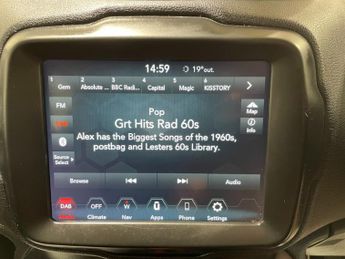 14:59 19°out.
1 2 3 4 5 6
Gem Absolute ... BBC Radi... Capital Magic KISSTORY
FM
Map
Pop
Grt Hits Rad 60s
Info
Alex has the Biggest Songs of the 1960s,
postbag and Lesters 60s Library.
Source
Select
Browse Audio
DAB OFF W
Climate Nav Apps Phone Settings